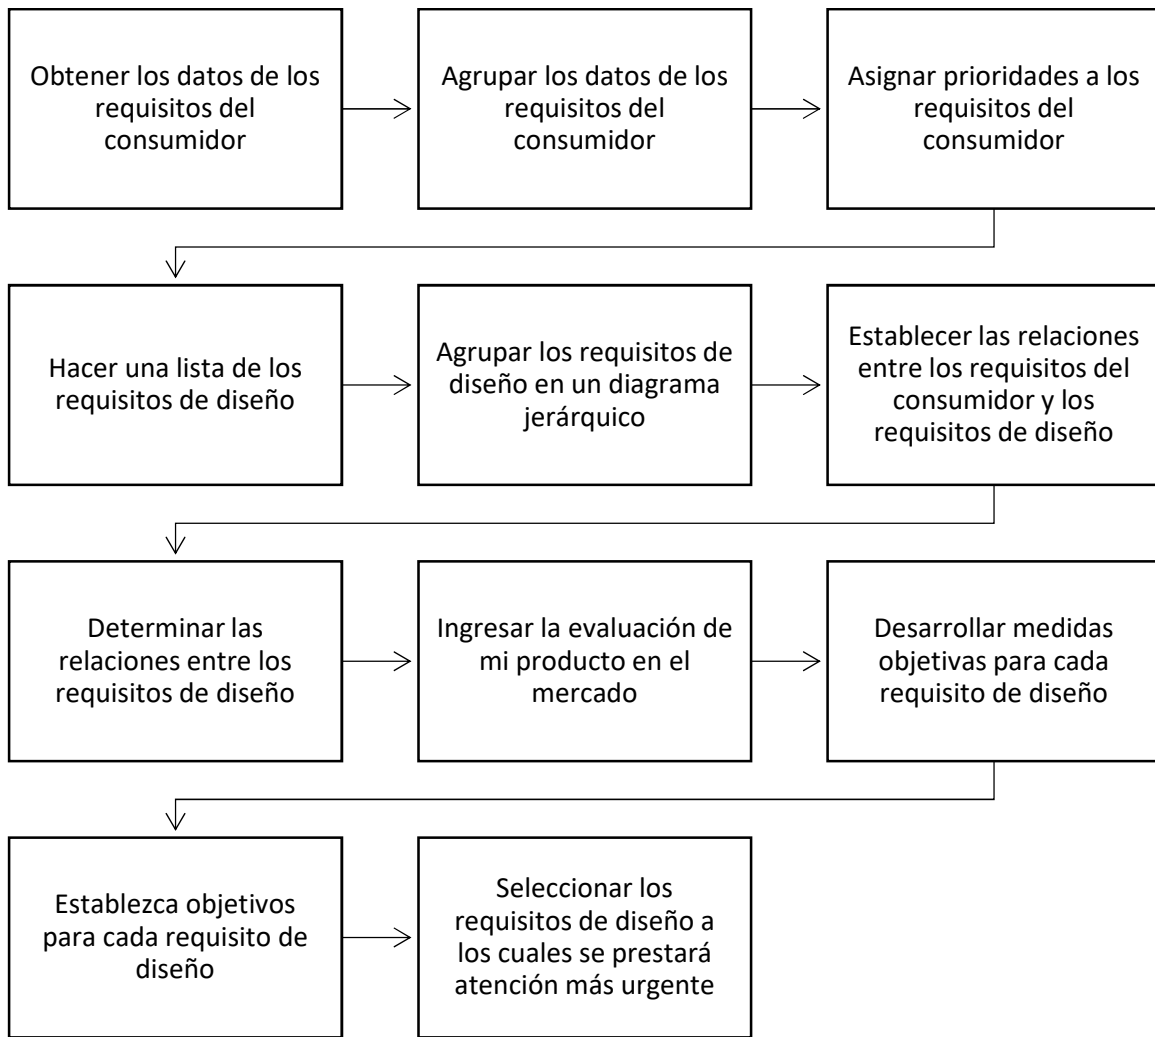 Obtener los datos de los
requisitos del
consumidor
Agrupar los datos de los
requisitos del
consumidor
Asignar prioridades a los
requisitos del
consumidor
Hacer una lista de los
requisitos de diseño
Agrupar los requisitos de
diseño en un diagrama
jerárquico
Establecer las relaciones
entre los requisitos del
consumidor y los
requisitos de diseño
Determinar las
relaciones entre los
requisitos de diseño
Ingresar la evaluación de
mi producto en el
mercado
Desarrollar medidas
objetivas para cada
requisito de diseño
Establezca objetivos
para cada requisito de
diseño
Seleccionar los
requisitos de diseño a
los cuales se prestará
atención más urgente